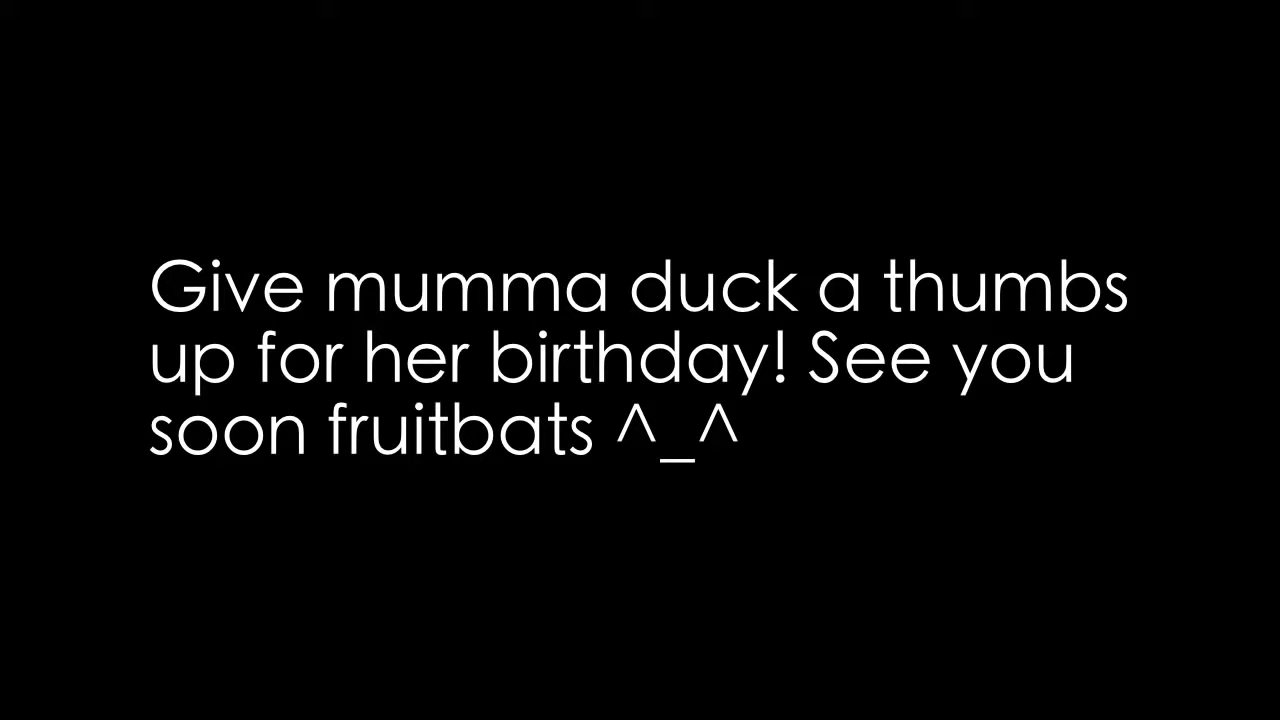 Give mumma duck a thumbs
up for her birthday! See you
soon fruitbats ^_^